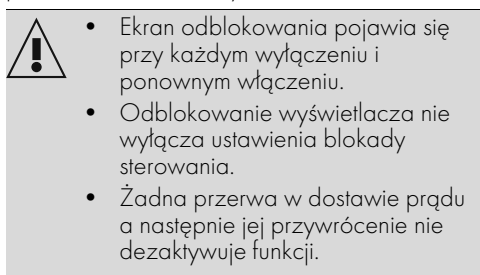 • Ekran odblokowania pojawia się
przy każdym wyłączeniu i
ponownym włączeniu.
• Odblokowanie wyświetlacza nie
wyłącza ustawienia blokady
sterowania.
• Żadna przerwa w dostawie prądu
a następnie jej przywrócenie nie
dezaktywuje funkcji.